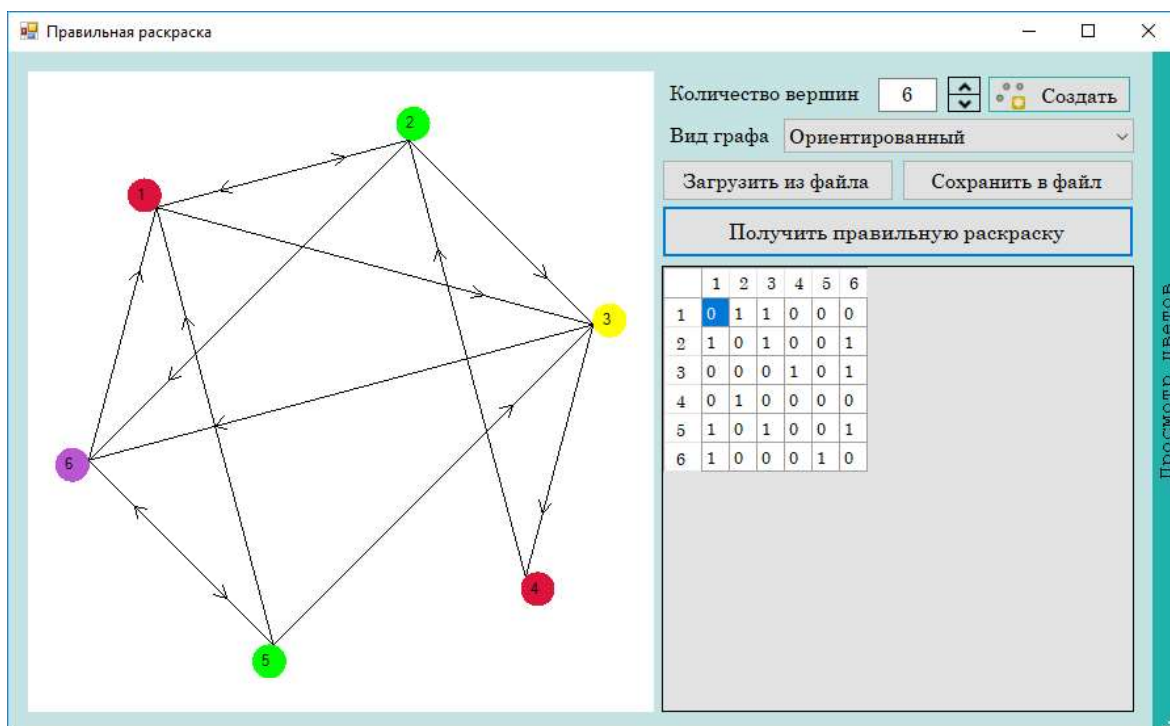 Правильная раскраска
Количество вершин 6 Создать
Вид графа Ориентированный
Загрузить из файла Сохранить в файл
Получить правильную раскраску
1 2 3 4 5 6
1 0 1 1 0 0 0
2 1 0 1 0 0 1
3 0 0 0 1 0 1
4 0 1 0 0 0 0
5 1 0 1 0 0 1
6 1 0 0 0 1 0
Просмотр цветов
2
1
3
6
4
5